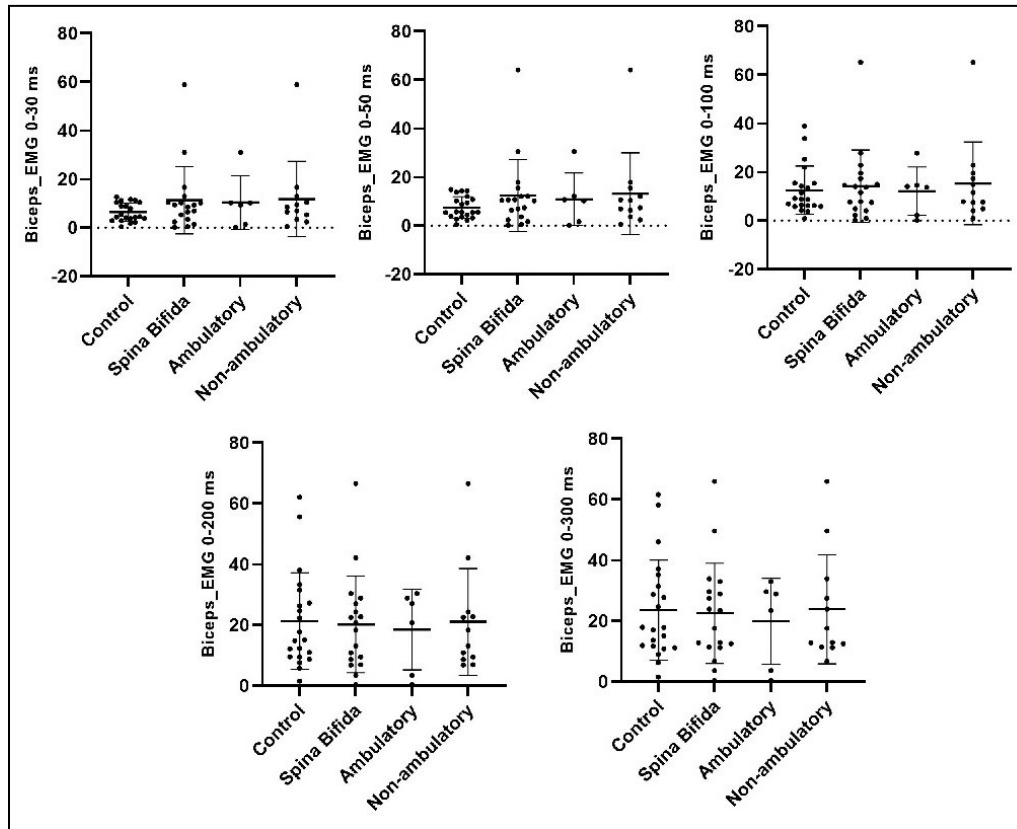 Biceps_EMG 0-30 ms
80
60
40
20
0
-20
Control
Spina Bifida
Ambulatory
Non-ambulatory
Biceps_EMG 0-50 ms
80
60
40
20
0
-20
Control
Spina Bifida
Ambulatory
Non-ambulatory
Biceps_EMG 0-100 ms
80
60
40
20
0
-20
Control
Spina Bifida
Ambulatory
Non-ambulatory
Biceps_EMG 0-200 ms
80
60
40
20
0
Control
Spina Bifida
Ambulatory
Non-ambulatory
Biceps_EMG 0-300 ms
80
60
40
20
0
Control
Spina Bifida
Ambulatory
Non-ambulatory